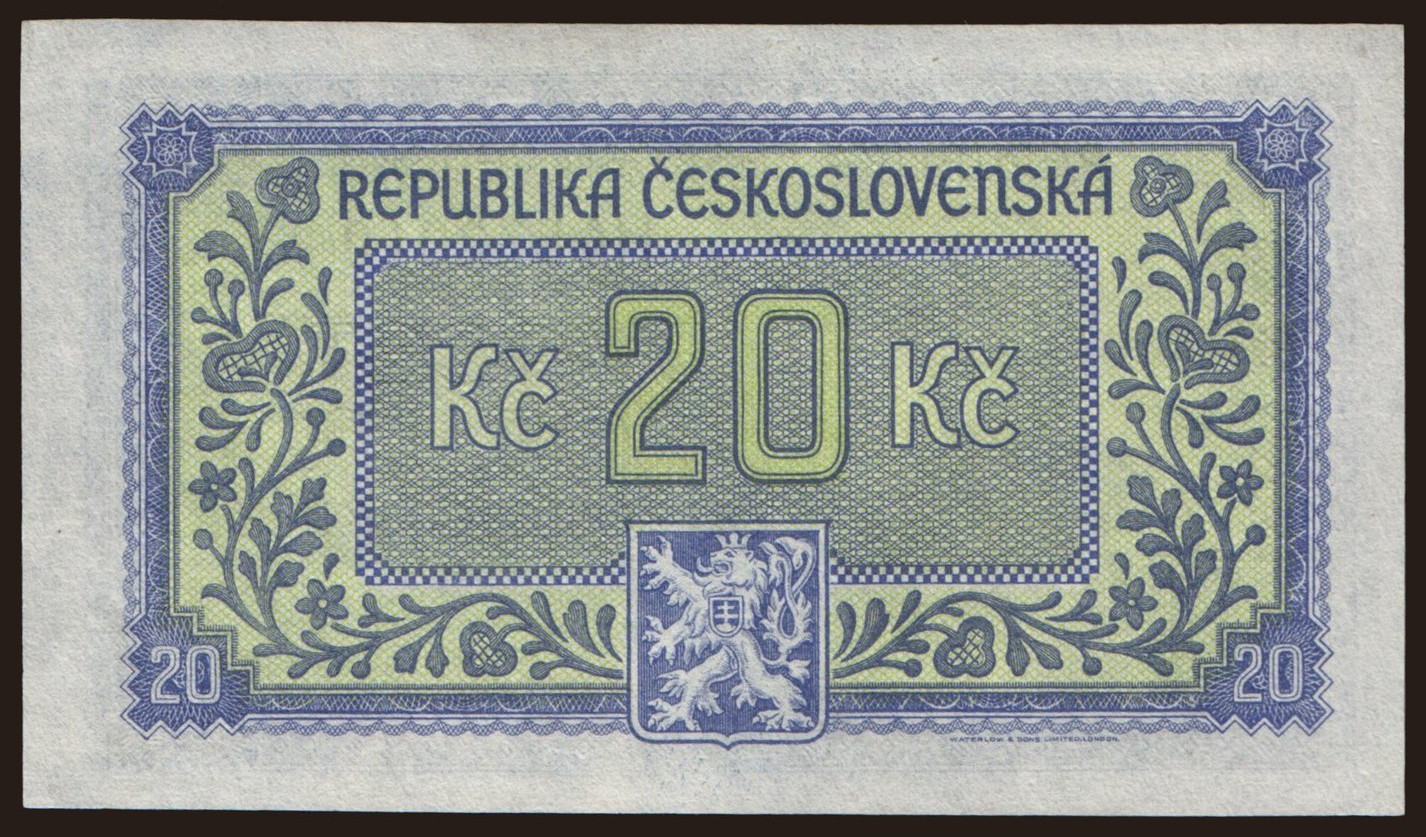 REPUBLIKA ČESKOSLOVENSKÁ
Kč 20 Kč
20 20
WATERLOW & SONS LIMITED, LONDON.